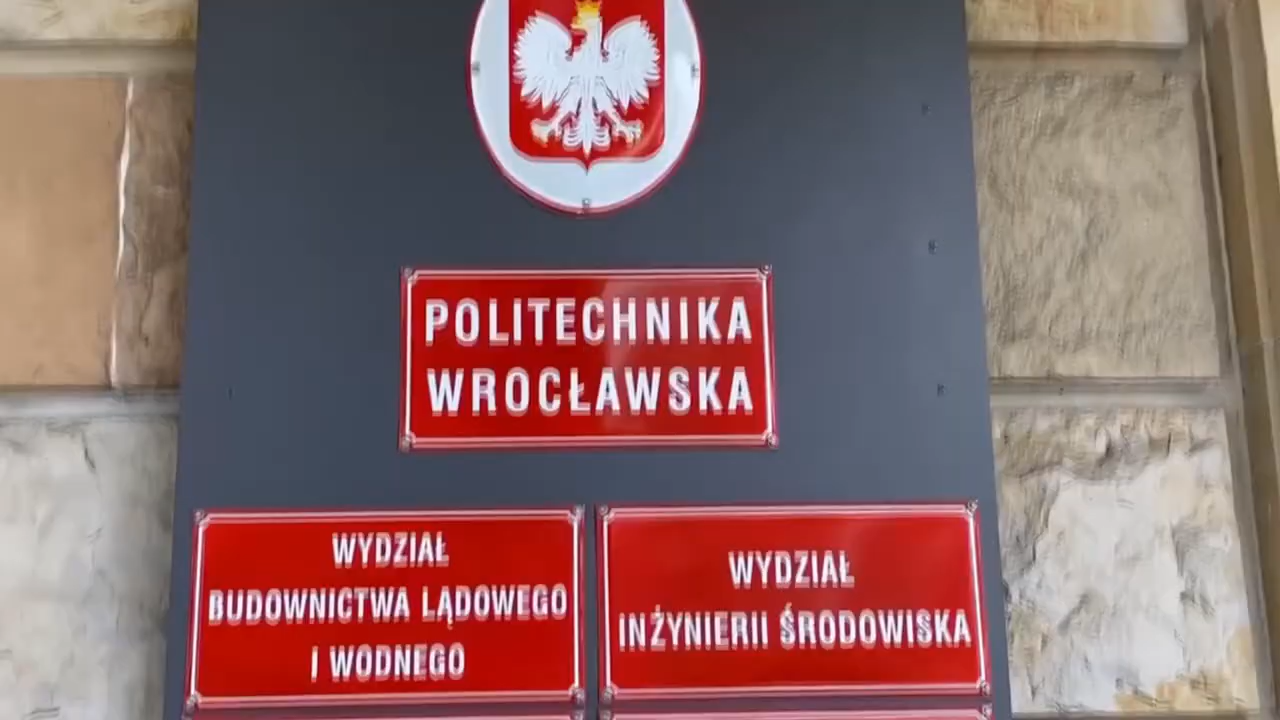 POLITECHNIKA
WROCŁAWSKA
WYDZIAŁ
BUDOWNICTWA LĄDOWEGO
I WODNEGO
WYDZIAŁ
INŻYNIERII ŚRODOWISKA